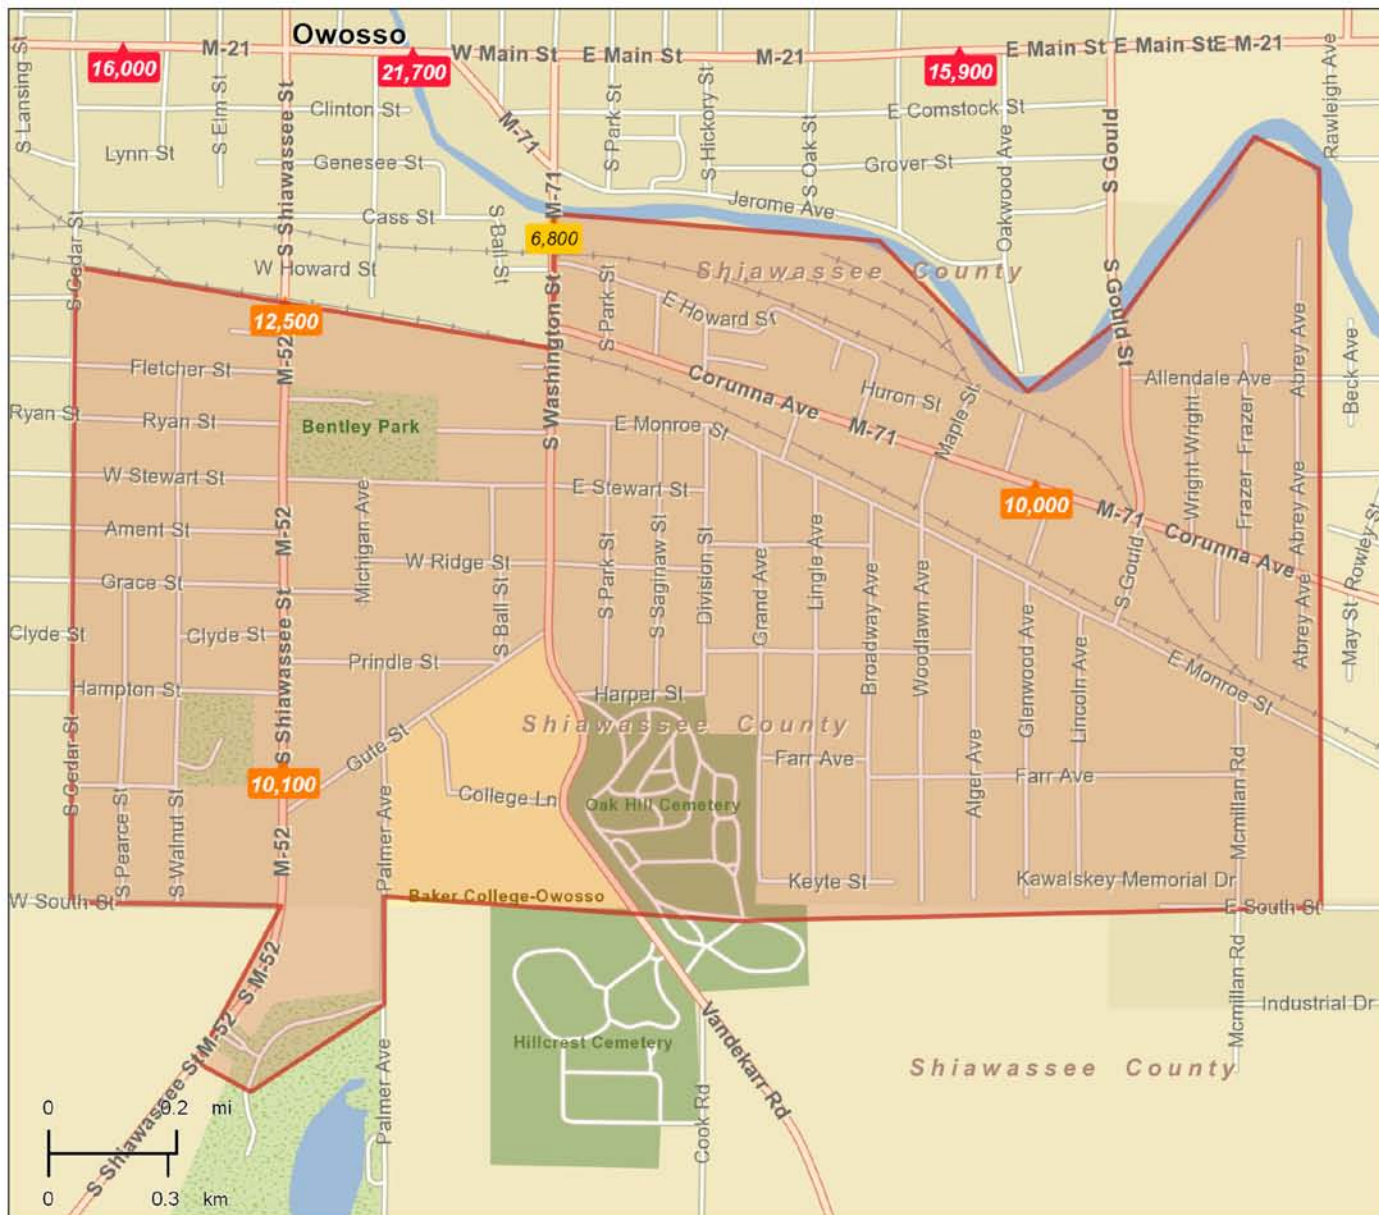 Owosso
M-21
W Main St
E Main St
M-21
E Main St
E Main St
E M-21
16,000
21,700
15,900
S Lansing St
S Elm St
S Shiawassee St
Clinton St
Lynn St
Genesee St
M-71
S Park St
S Hickory St
S Oak St
E Comstock St
Grover St
Oakwood Ave
S Gould
S Gould St
Rawleigh Ave
Jerome Ave
Cass St
S Ball St
M-71
6,800
S Cedar St
W Howard St
Shiawassee County
12,500
S Washington St
S Park St
E Howard St
M-52
Fletcher St
Corunna Ave
M-71
Huron St
Maple St
Allendale Ave
Abrey Ave
Beck Ave
Ryan St
Ryan St
Bentley Park
E Monroe St
Wright
Wright
Frazer
Frazer
W Stewart St
E Stewart St
10,000
M-71
Corunna Ave
Abrey Ave
Rowley St
Ament St
M-52
Michigan Ave
W Ridge St
S Park St
S Saginaw St
Division St
Grand Ave
Lingle Ave
Broadway Ave
Woodlawn Ave
S Gould
Grace St
S Ball St
Clyde St
Clyde St
S Shiawassee St
Prindle St
Glenwood Ave
Lincoln Ave
E Monroe St
Abrey Ave
May St
Hampton St
Harper St
Shiawassee County
Gute St
S Cedar St
10,100
College Ln
Farr Ave
Farr Ave
Alger Ave
Oak Hill Cemetery
S Pearce St
S Walnut St
M-52
Palmer Ave
Mcmillan Rd
Keyte St
Kawalskey Memorial Dr
W South St
Baker College-Owosso
E South St
S M-52
M-52
S Shiawassee St
Palmer Ave
Hillcrest Cemetery
Cook Rd
Vandekarr Rd
Mcmillan Rd
Industrial Dr
Shiawassee County
0 0.2 mi
0 0.3 km